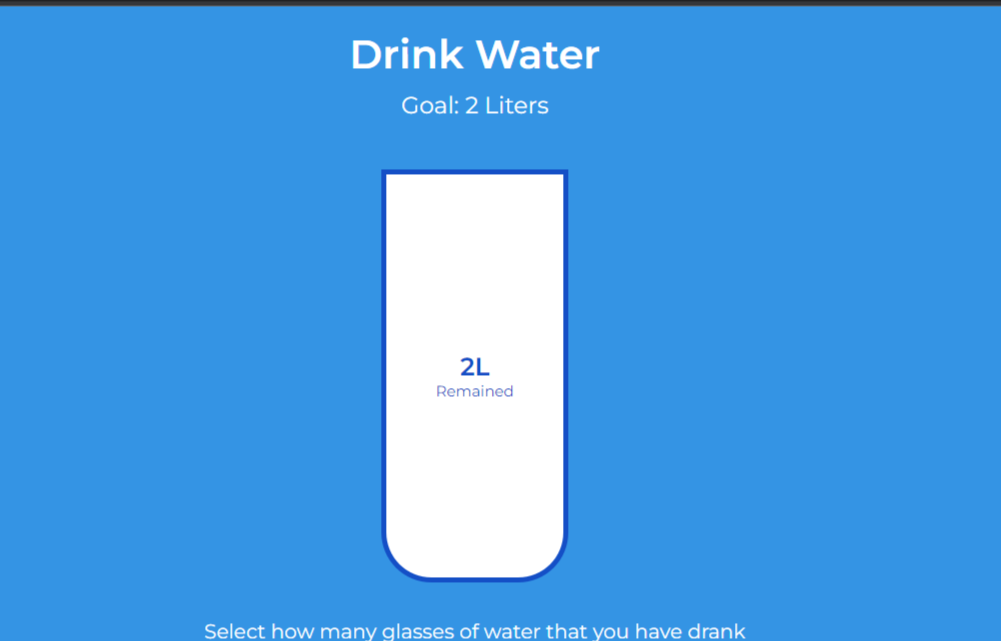 Drink Water
Goal: 2 Liters
2L
Remained
Select how many glasses of water that you have drank